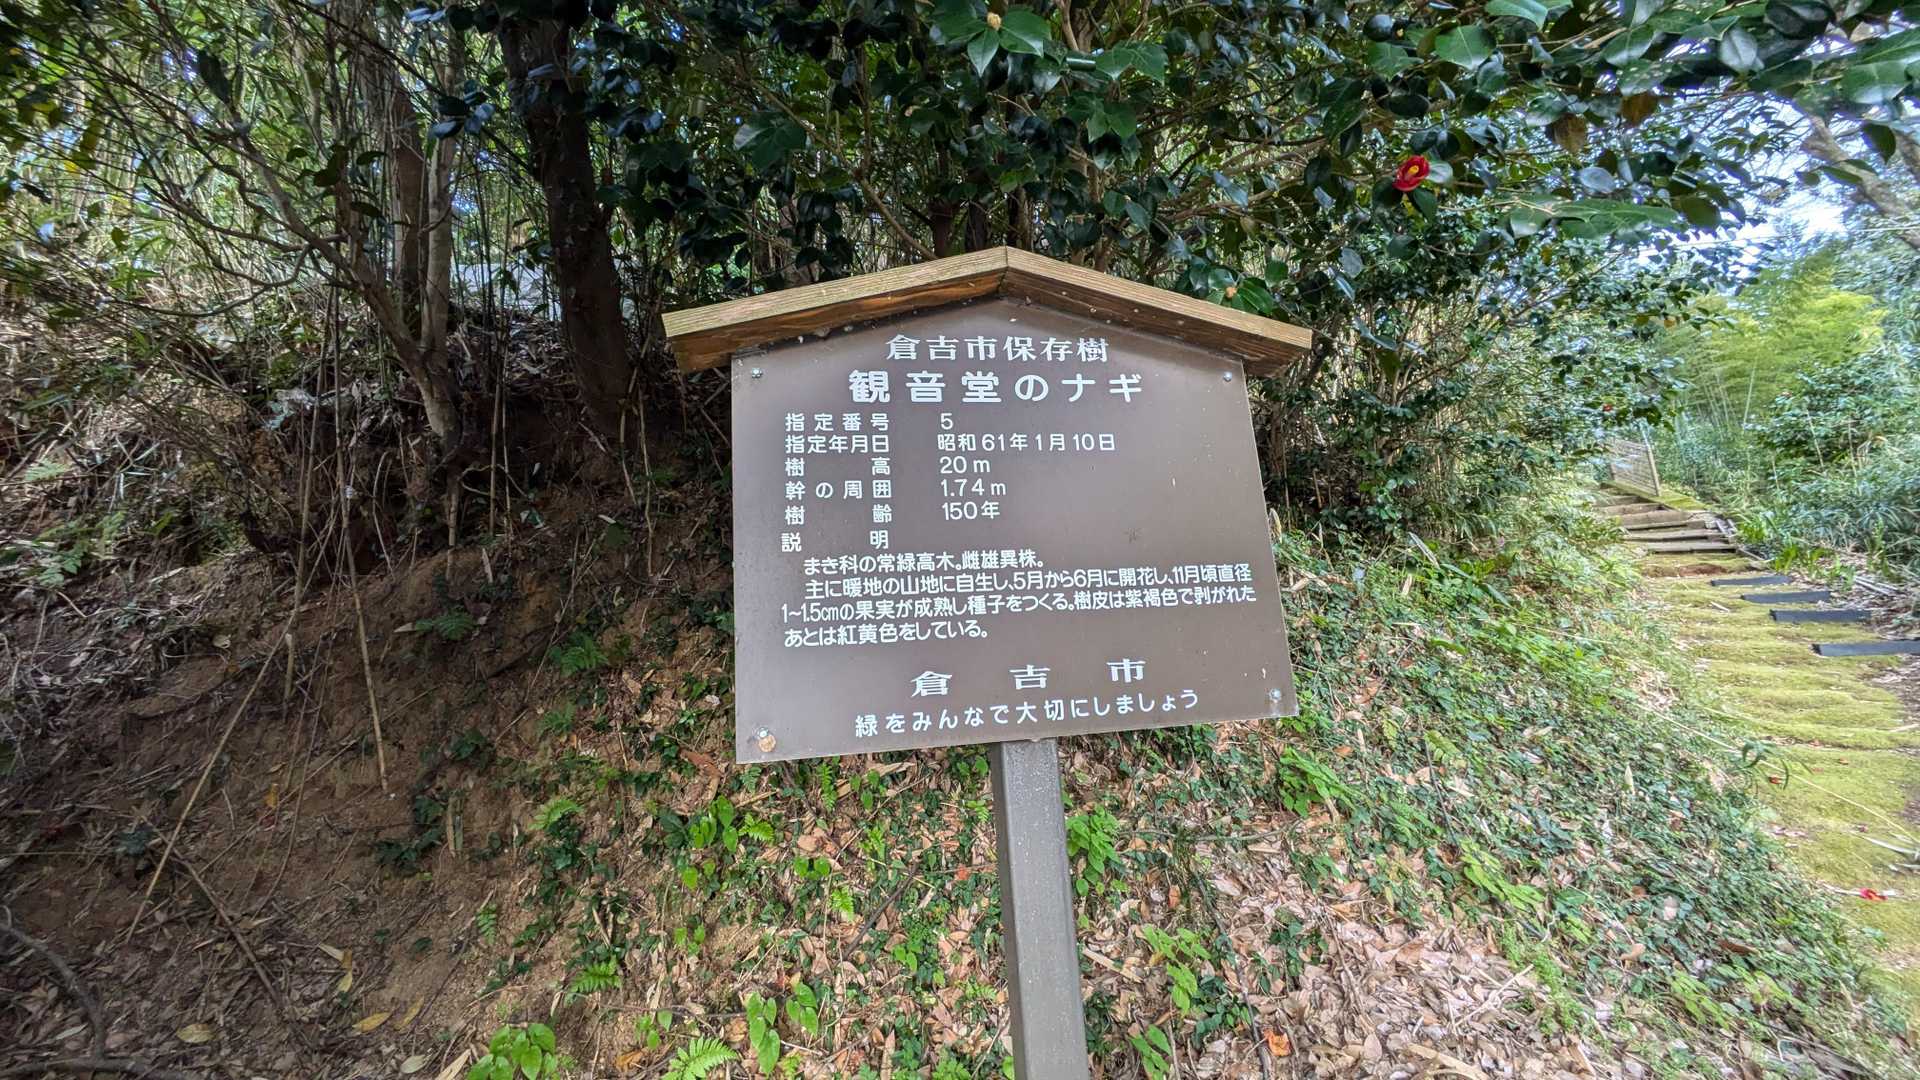 倉吉市保存樹
観音堂のナギ
指定番号 5
指定年月日 昭和61年1月10日
樹高 20m
幹の周囲 1.74m
樹齢 150年
説明
まき科の常緑高木。雌雄異株。
主に暖地の山地に自生し、5月から6月に開花し、11月頃直径
1~1.5cmの果実が成熟し種子をつくる。樹皮は紫褐色で剥がれた
あとは紅黄色をしている。
倉吉市
緑をみんなで大切にしましょう